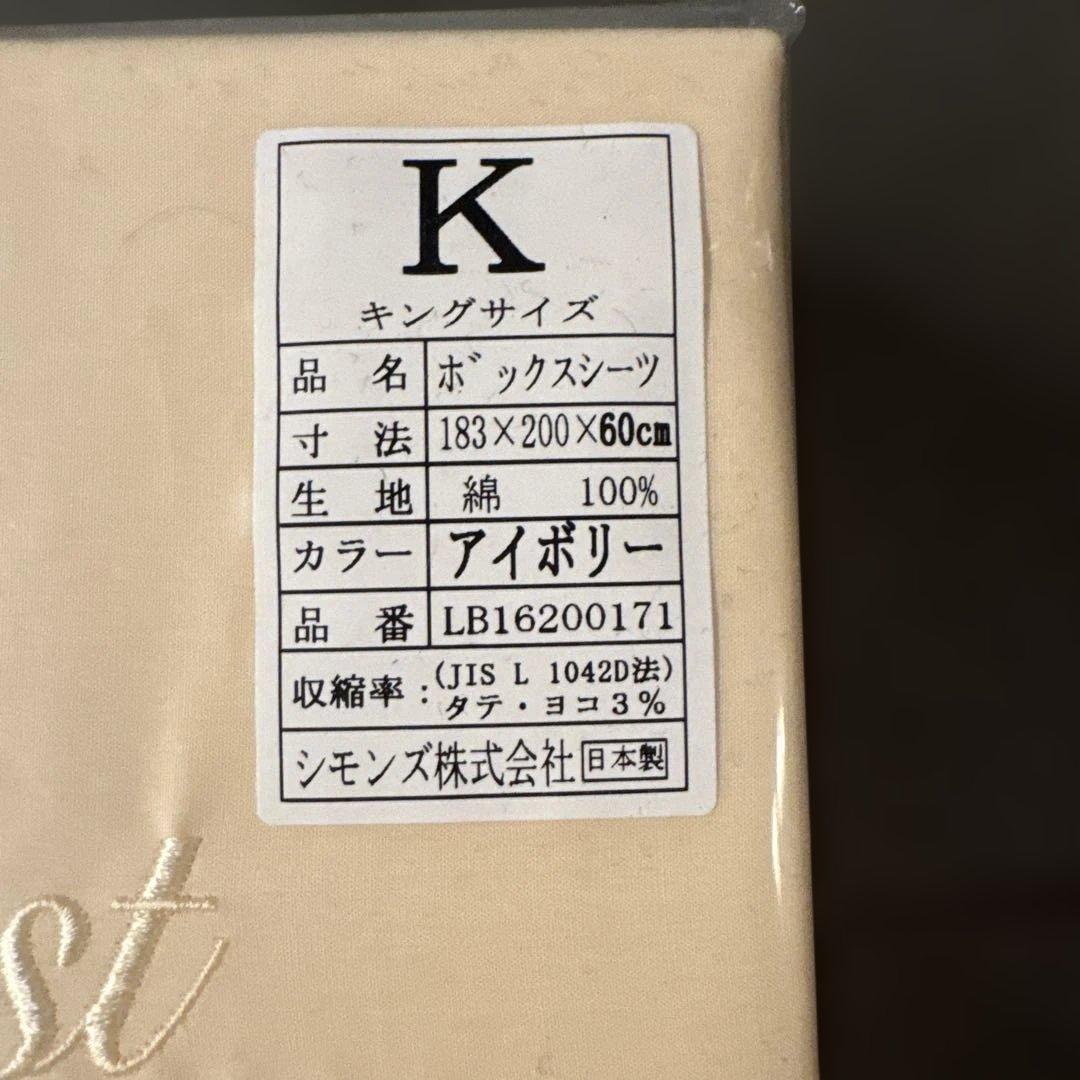 K
キングサイズ
品名 ボックスシーツ
寸法 183×200×60cm
生地 綿 100%
カラー アイボリー
品番 LB16200171
収縮率:(JIS L 1042D法)
タテ・ヨコ3%
シモンズ株式会社 日本製
st